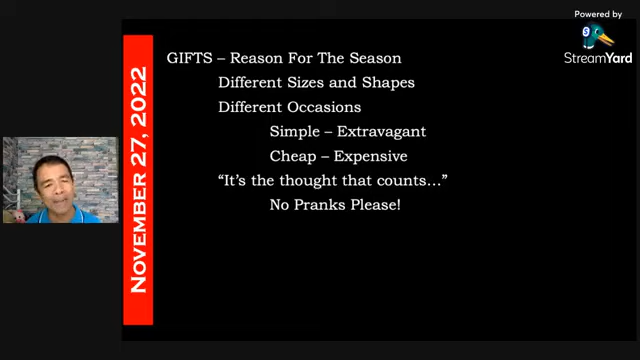 Powered by
StreamYard
NOVEMBER 27, 2022
GIFTS – Reason For The Season
Different Sizes and Shapes
Different Occasions
Simple – Extravagant
Cheap – Expensive
“It’s the thought that counts…”
No Pranks Please!